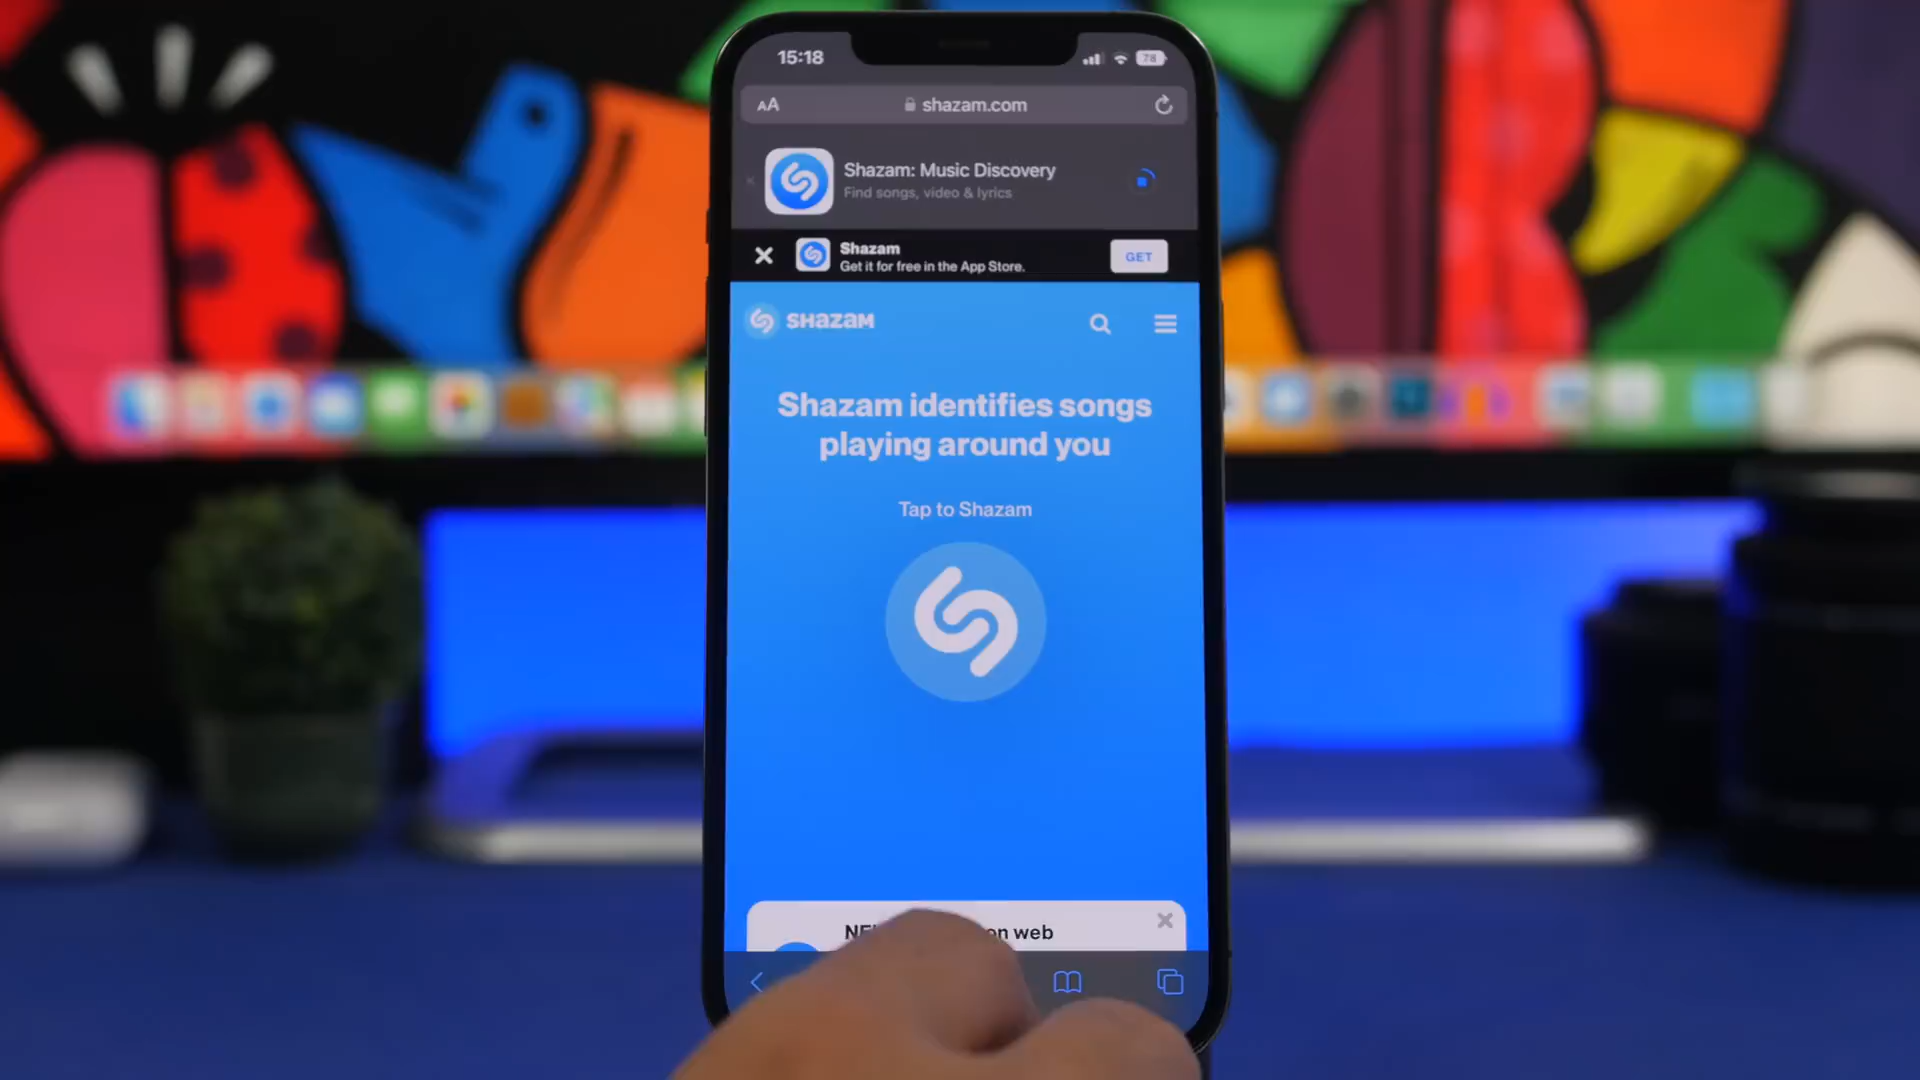 15:18
78
AA
shazam.com
Shazam: Music Discovery
Find songs, video & lyrics
Shazam
Get it for free in the App Store.
GET
SHAZAM
Shazam identifies songs
playing around you
Tap to Shazam
on web